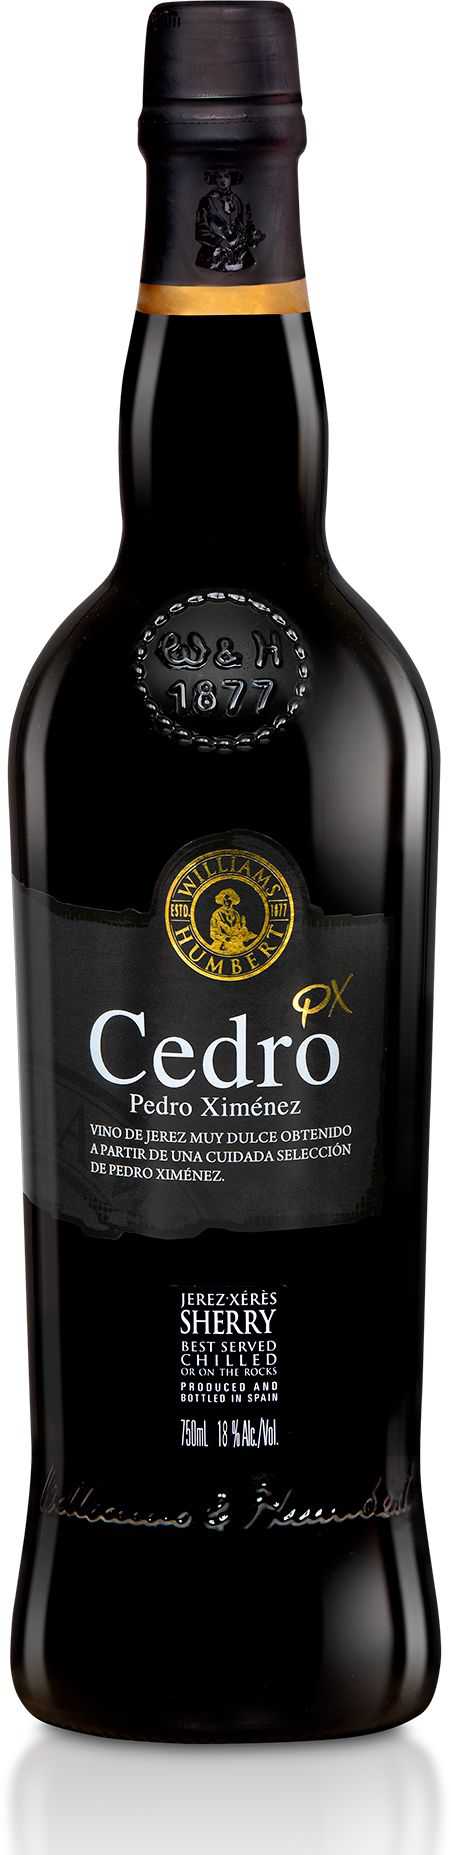 W & H
1877
WILLIAMS
ESTD. 1877
HUMBERT
PX
Cedro
Pedro Ximénez
VINO DE JEREZ MUY DULCE OBTENIDO
A PARTIR DE UNA CUIDADA SELECCIÓN
DE PEDRO XIMÉNEZ.
JEREZ·XÉRÈS
SHERRY
BEST SERVED
CHILLED
OR ON THE ROCKS
PRODUCED AND
BOTTLED IN SPAIN
750mL 18 %Alc./Vol.
Williams & Humbert